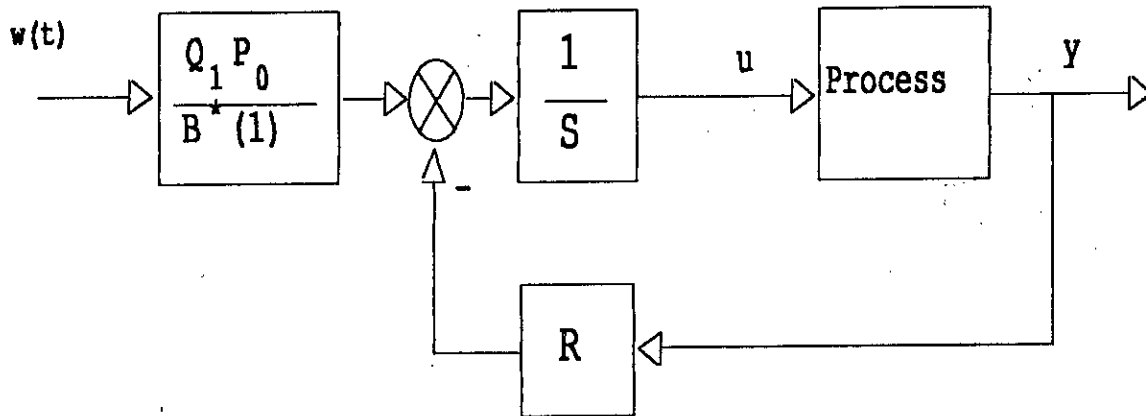 w(t)
Q₁ P₀
B*(1)
1
S
u
Process
y
-
R